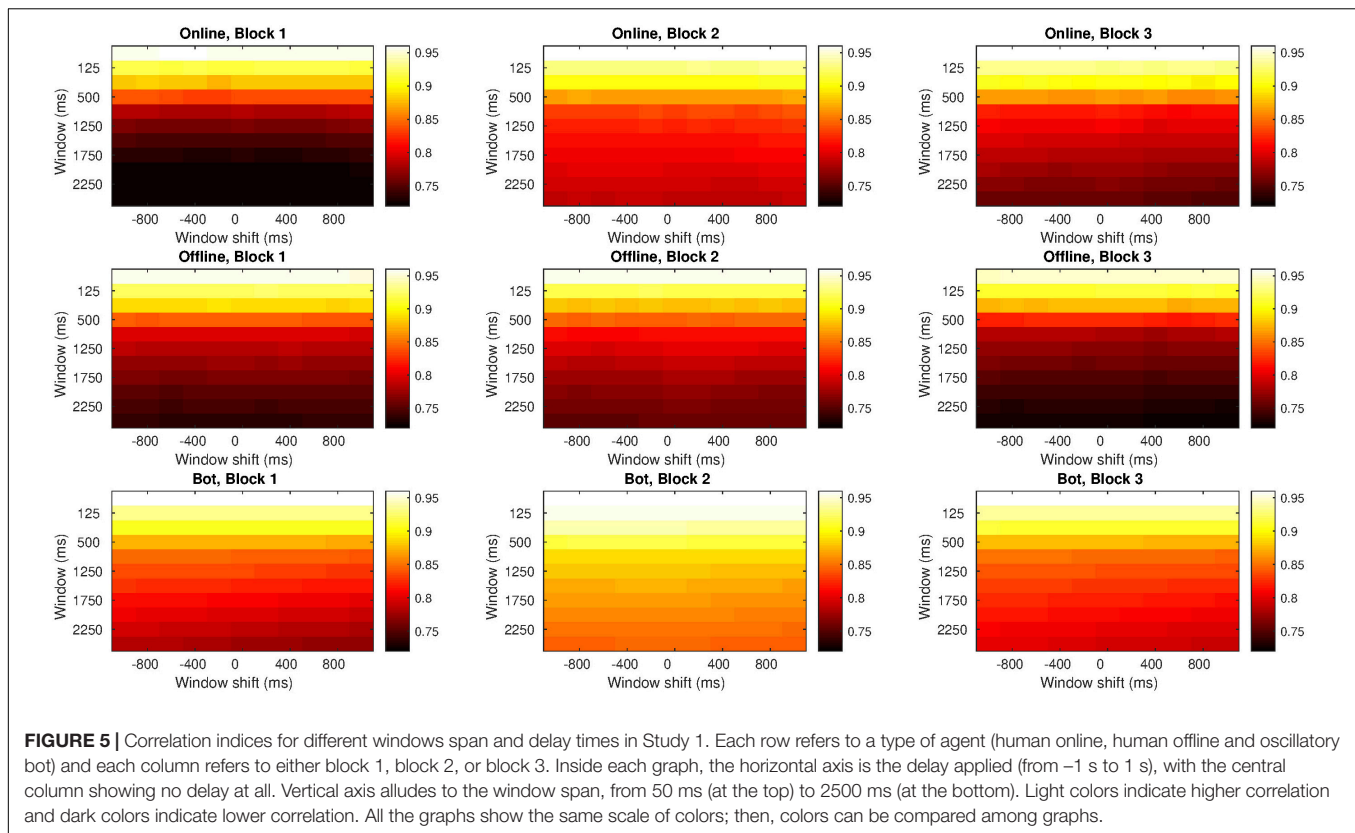 Online, Block 1
Online, Block 2
Online, Block 3
Window (ms)
125
500
1250
1750
2250
-800 -400 0 400 800
Window shift (ms)
0.95
0.9
0.85
0.8
0.75
Window (ms)
125
500
1250
1750
2250
-800 -400 0 400 800
Window shift (ms)
0.95
0.9
0.85
0.8
0.75
Window (ms)
125
500
1250
1750
2250
-800 -400 0 400 800
Window shift (ms)
0.95
0.9
0.85
0.8
0.75
Offline, Block 1
Offline, Block 2
Offline, Block 3
Window (ms)
125
500
1250
1750
2250
-800 -400 0 400 800
Window shift (ms)
0.95
0.9
0.85
0.8
0.75
Window (ms)
125
500
1250
1750
2250
-800 -400 0 400 800
Window shift (ms)
0.95
0.9
0.85
0.8
0.75
Window (ms)
125
500
1250
1750
2250
-800 -400 0 400 800
Window shift (ms)
0.95
0.9
0.85
0.8
0.75
Bot, Block 1
Bot, Block 2
Bot, Block 3
Window (ms)
125
500
1250
1750
2250
-800 -400 0 400 800
Window shift (ms)
0.95
0.9
0.85
0.8
0.75
Window (ms)
125
500
1250
1750
2250
-800 -400 0 400 800
Window shift (ms)
0.95
0.9
0.85
0.8
0.75
Window (ms)
125
500
1250
1750
2250
-800 -400 0 400 800
Window shift (ms)
0.95
0.9
0.85
0.8
0.75
FIGURE 5 | Correlation indices for different windows span and delay times in Study 1. Each row refers to a type of agent (human online, human offline and oscillatory
bot) and each column refers to either block 1, block 2, or block 3. Inside each graph, the horizontal axis is the delay applied (from –1 s to 1 s), with the central
column showing no delay at all. Vertical axis alludes to the window span, from 50 ms (at the top) to 2500 ms (at the bottom). Light colors indicate higher correlation
and dark colors indicate lower correlation. All the graphs show the same scale of colors; then, colors can be compared among graphs.